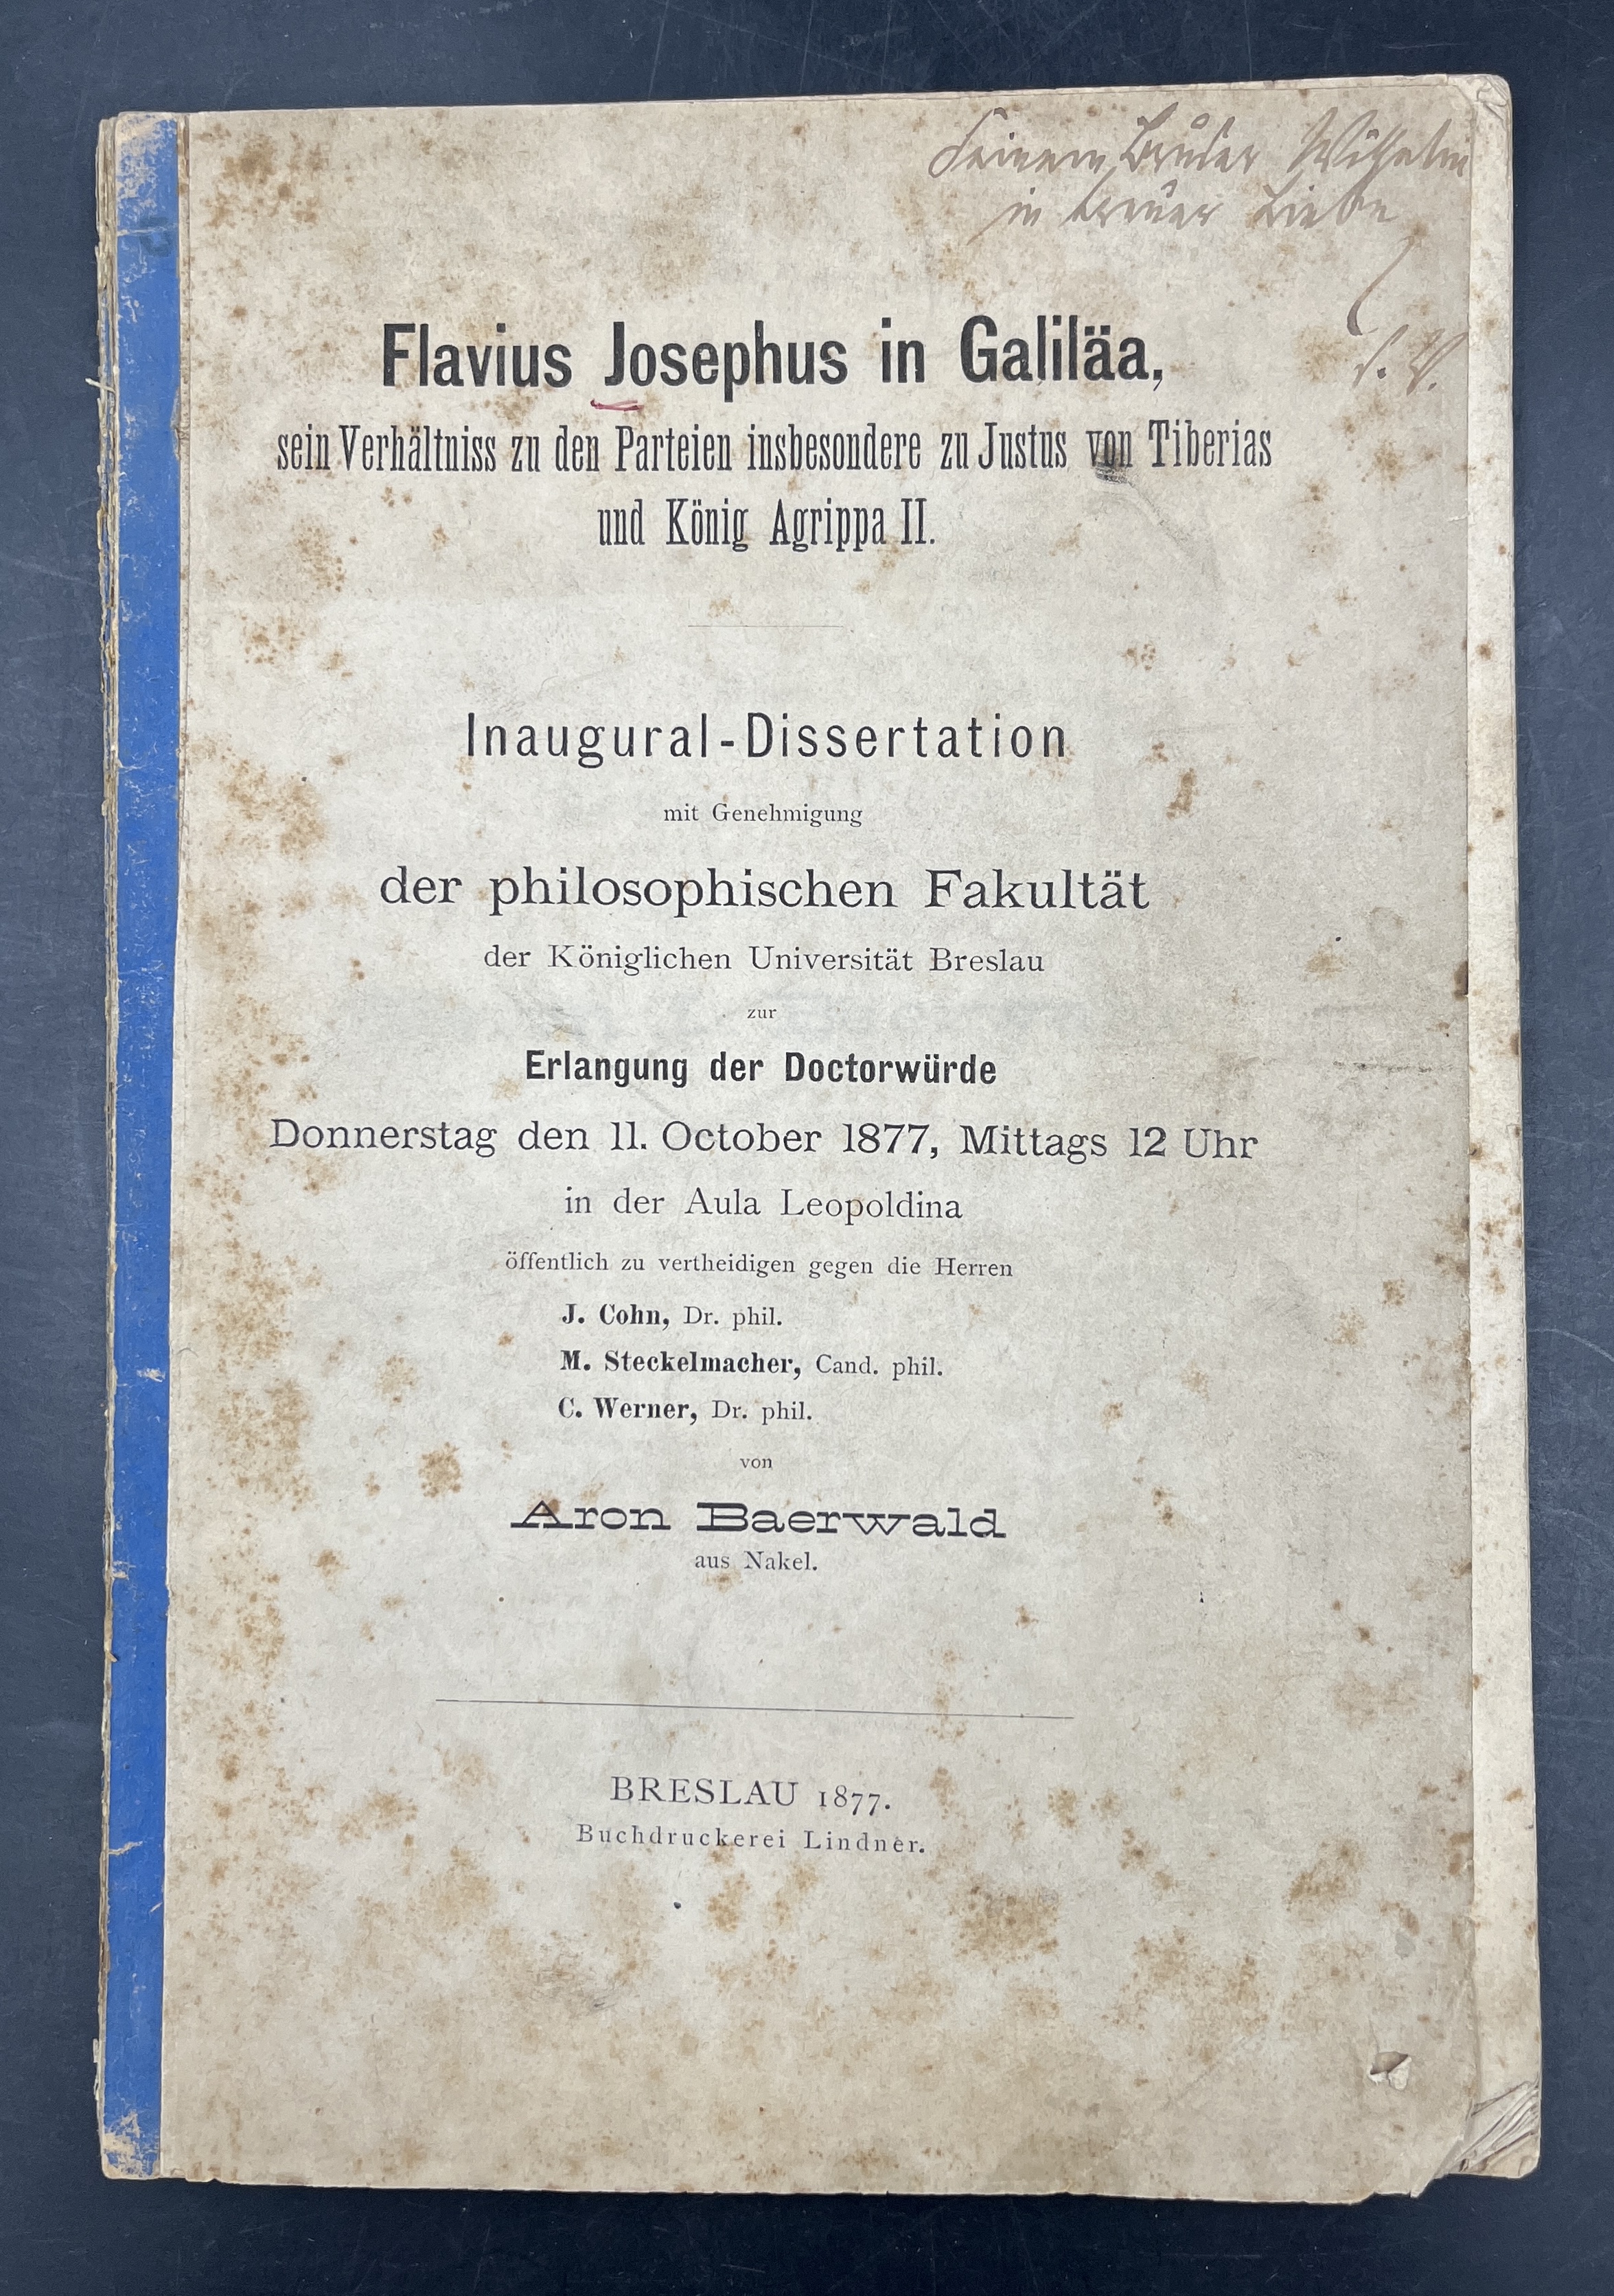 Seinem Bruder Wilhelm
in treuer Liebe
d. V.
Flavius Josephus in Galiläa,
sein Verhältniss zu den Parteien insbesondere zu Justus von Tiberias
und König Agrippa II.
Inaugural-Dissertation
mit Genehmigung
der philosophischen Fakultät
der Königlichen Universität Breslau
zur
Erlangung der Doctorwürde
Donnerstag den 11. October 1877, Mittags 12 Uhr
in der Aula Leopoldina
öffentlich zu vertheidigen gegen die Herren
J. Cohn, Dr. phil.
M. Steckelmacher, Cand. phil.
C. Werner, Dr. phil.
von
Aron Baerwald
aus Nakel.
BRESLAU 1877.
Buchdruckerei Lindner.